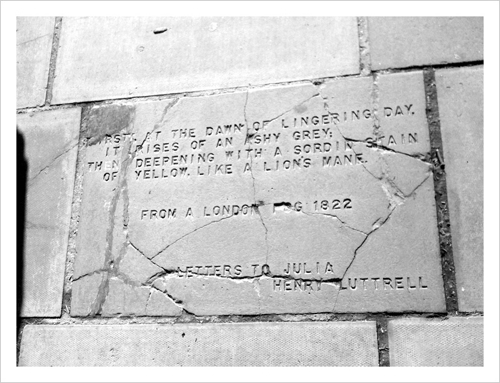 FIRST, AT THE DAWN OF LINGERING DAY,
IT RISES OF AN ASHY GREY;
THEN DEEPENING WITH A SORDID STAIN
OF YELLOW, LIKE A LION'S MANE.
FROM A LONDON FOG 1822
LETTERS TO JULIA
HENRY LUTTRELL